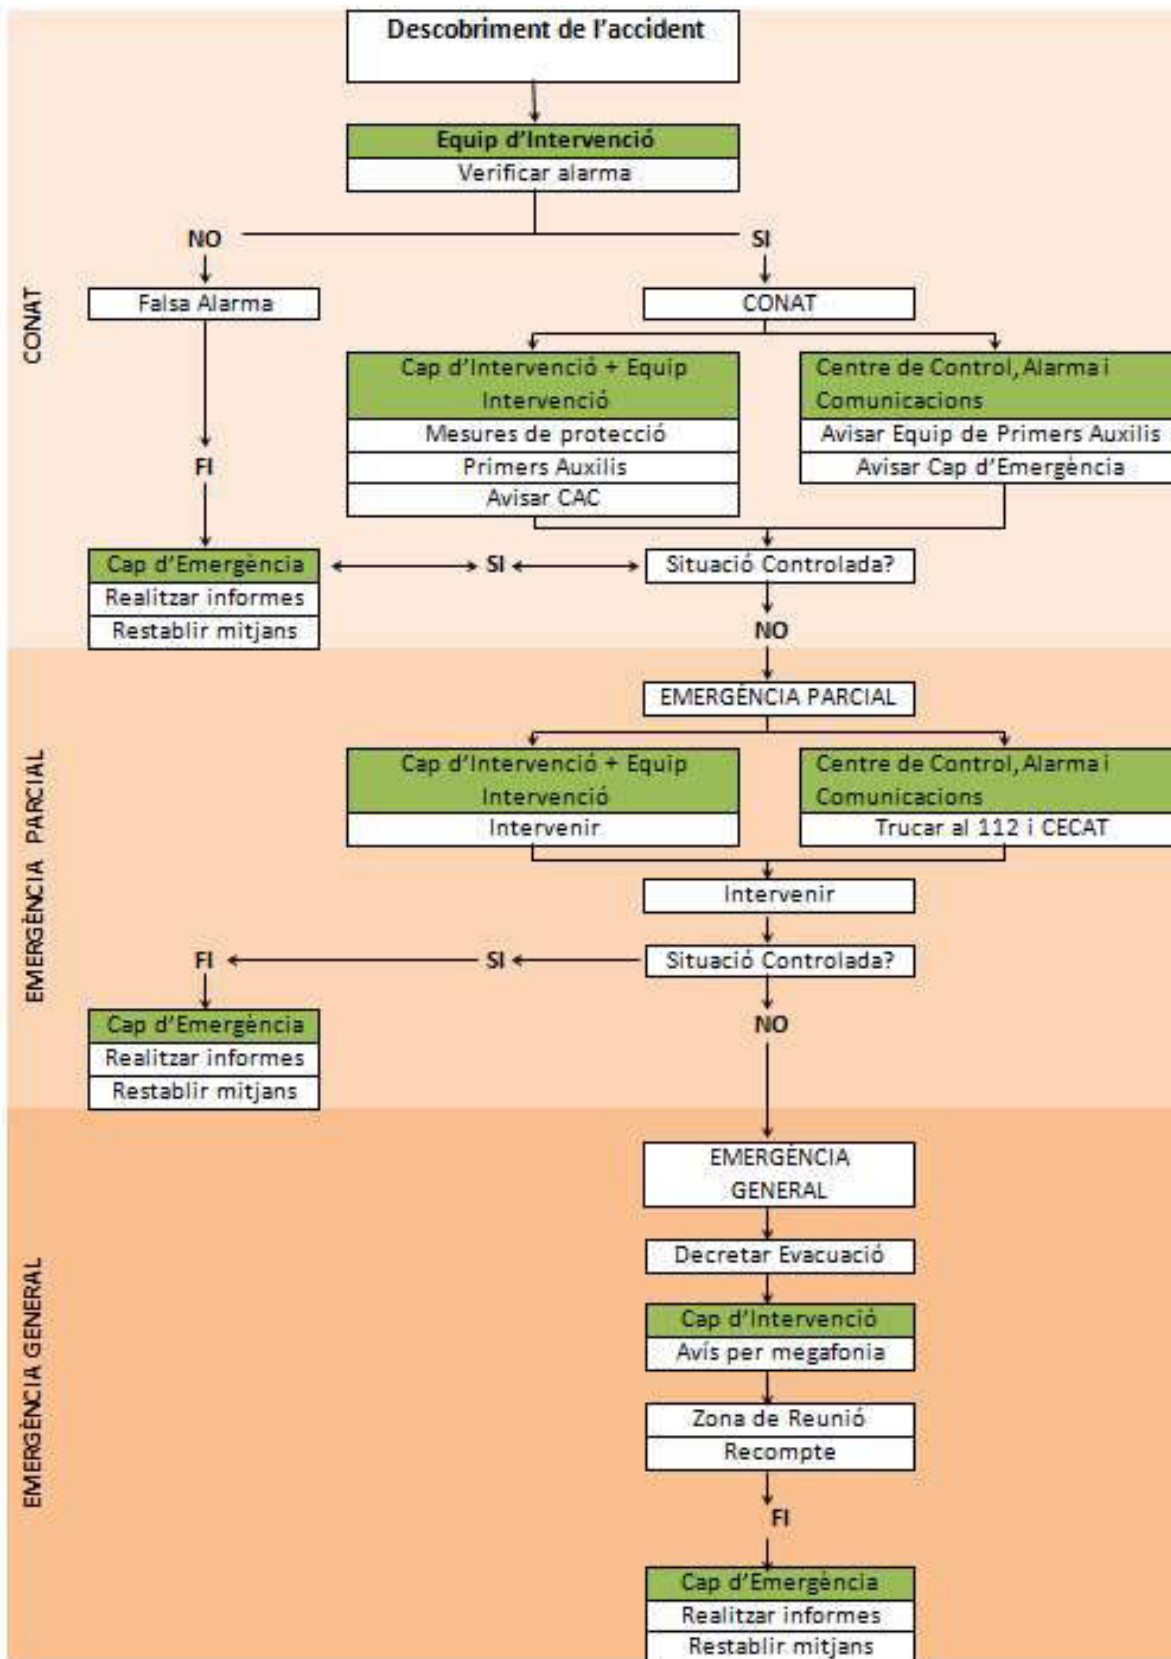 Descobriment de l'accident
Equip d'Intervenció
Verificar alarma
NO
SI
CONAT
Falsa Alarma
CONAT
Cap d'Intervenció + Equip
Intervenció
Mesures de protecció
Primers Auxilis
Avisar CAC
Centre de Control, Alarma i
Comunicacions
Avisar Equip de Primers Auxilis
Avisar Cap d'Emergència
FI
Cap d'Emergència
Realitzar informes
Restablir mitjans
SI
Situació Controlada?
NO
EMERGÈNCIA PARCIAL
EMERGÈNCIA PARCIAL
Cap d'Intervenció + Equip
Intervenció
Intervenir
Centre de Control, Alarma i
Comunicacions
Trucar al 112 i CECAT
Intervenir
FI
SI
Situació Controlada?
Cap d'Emergència
Realitzar informes
Restablir mitjans
NO
EMERGÈNCIA GENERAL
EMERGÈNCIA
GENERAL
Decretar Evacuació
Cap d'Intervenció
Avís per megafonia
Zona de Reunió
Recompte
FI
Cap d'Emergència
Realitzar informes
Restablir mitjans